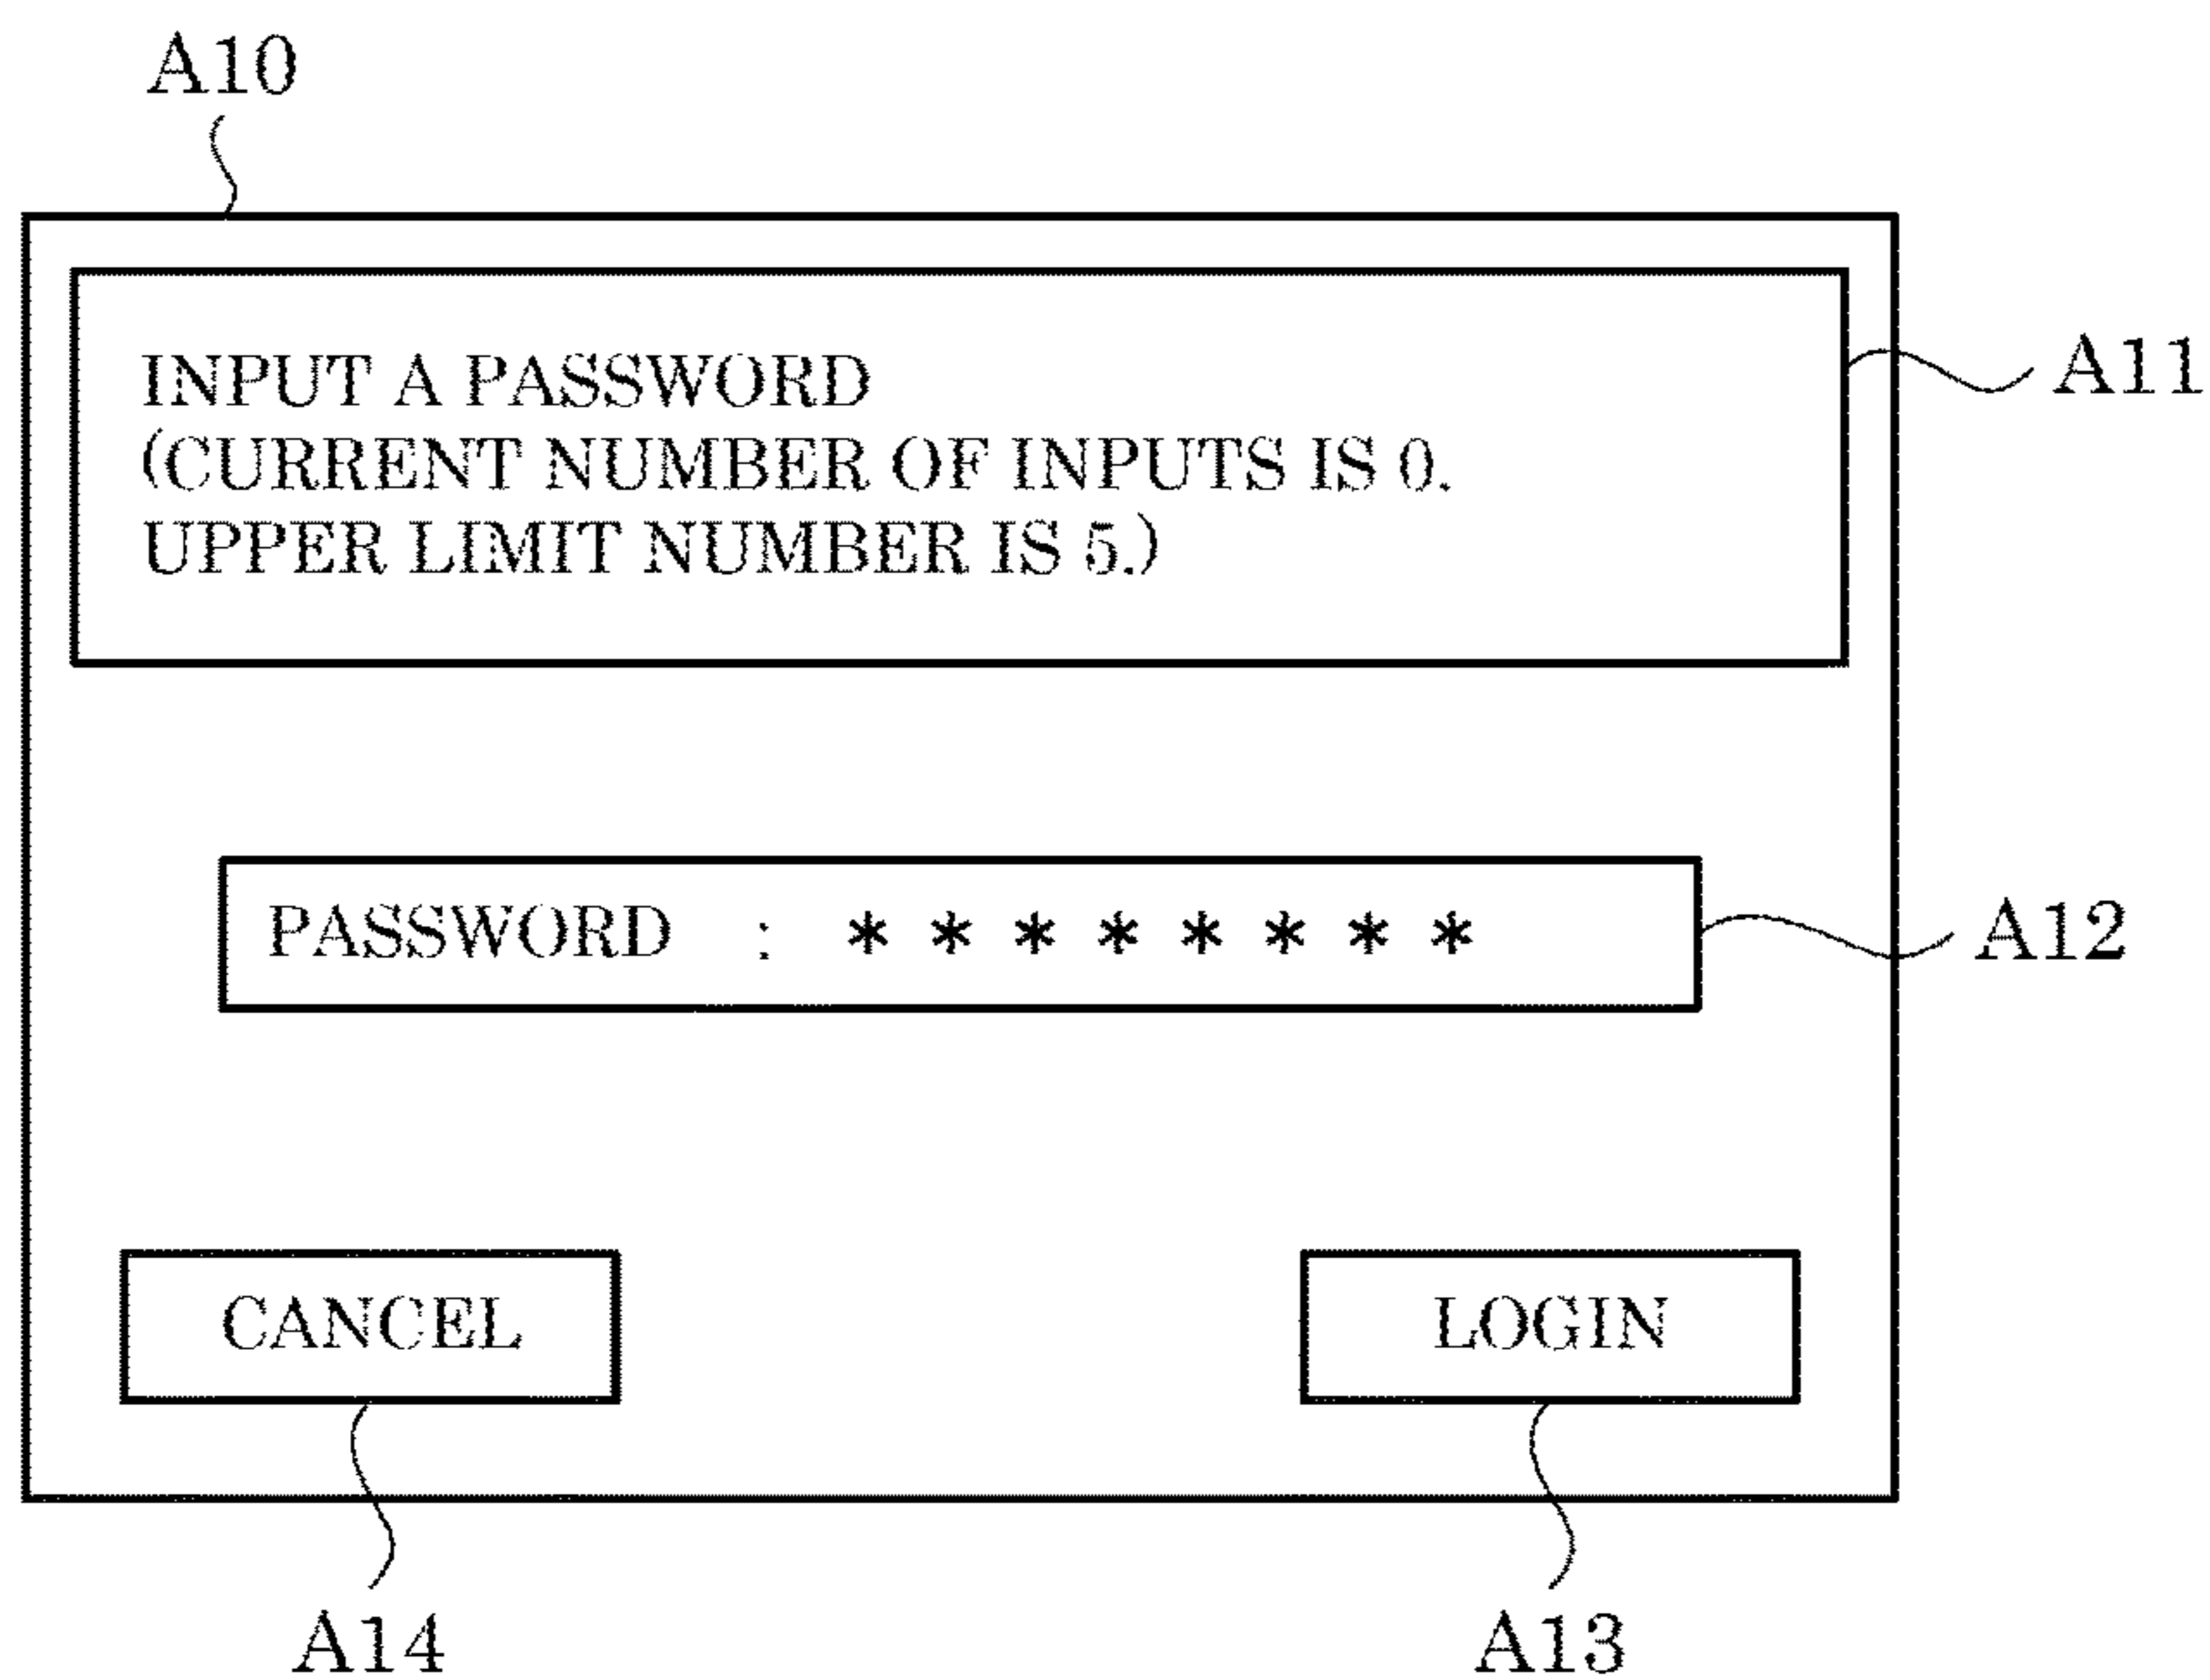 A10
INPUT A PASSWORD
(CURRENT NUMBER OF INPUTS IS 0.
UPPER LIMIT NUMBER IS 5.)
A11
PASSWORD : * * * * * * * *
A12
CANCEL
LOGIN
A14
A13